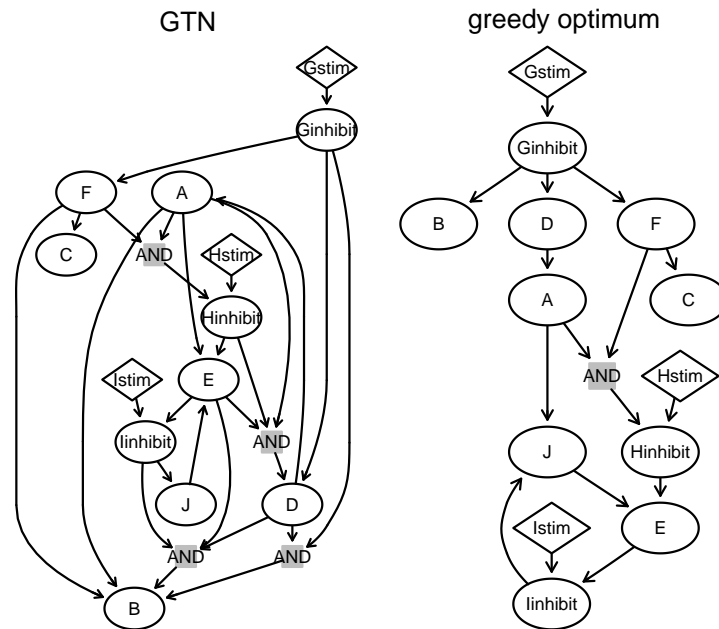 GTN
Gstim
Ginhibit
F
A
C
AND
Hstim
Hinhibit
Istim
E
Iinhibit
AND
J
D
AND
AND
B
greedy optimum
Gstim
Ginhibit
B
D
F
A
C
AND
Hstim
J
Hinhibit
Istim
E
Iinhibit